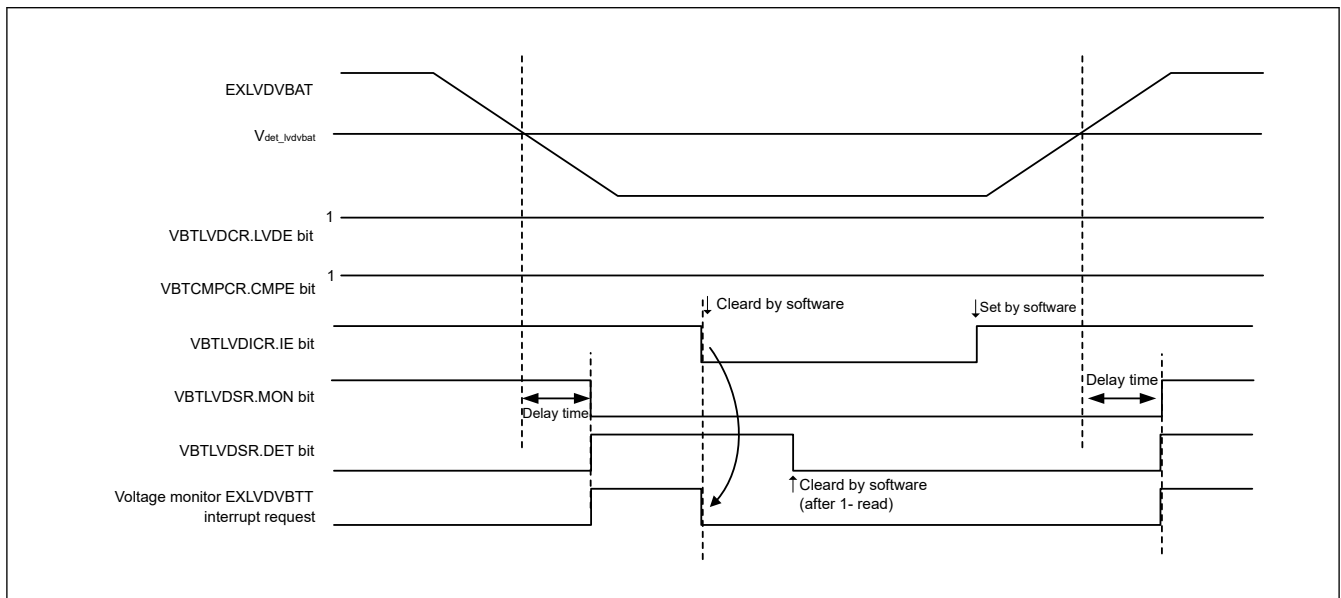 EXLVDVBAT
Vdet_lvdvbat
1
VBTLVDCR.LVDE bit
1
VBTCMPCR.CMPE bit
↓ Cleard by software
↓Set by software
VBTLVDICR.IE bit
Delay time
VBTLVDSR.MON bit
Delay time
VBTLVDSR.DET bit
↑Cleard by software
(after 1- read)
Voltage monitor EXLVDVBTT
interrupt request